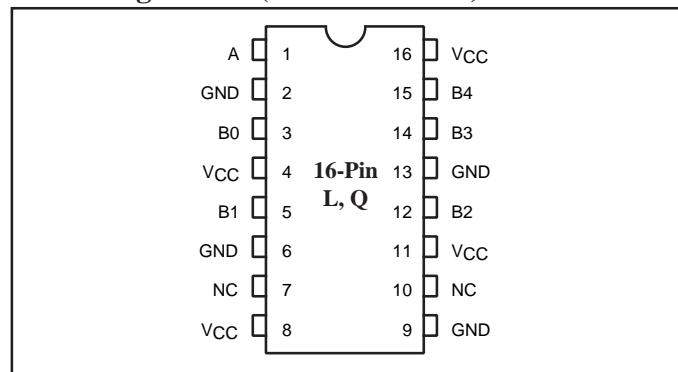 A 1 16 VCC
GND 2 15 B4
B0 3 14 B3
VCC 4 16-Pin 13 GND
L, Q
B1 5 12 B2
GND 6 11 VCC
NC 7 10 NC
VCC 8 9 GND